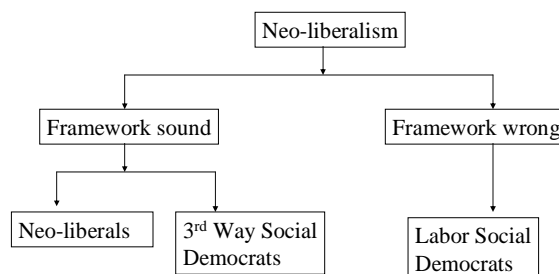 Neo-liberalism
Framework sound
Framework wrong
Neo-liberals
3rd Way Social
Democrats
Labor Social
Democrats